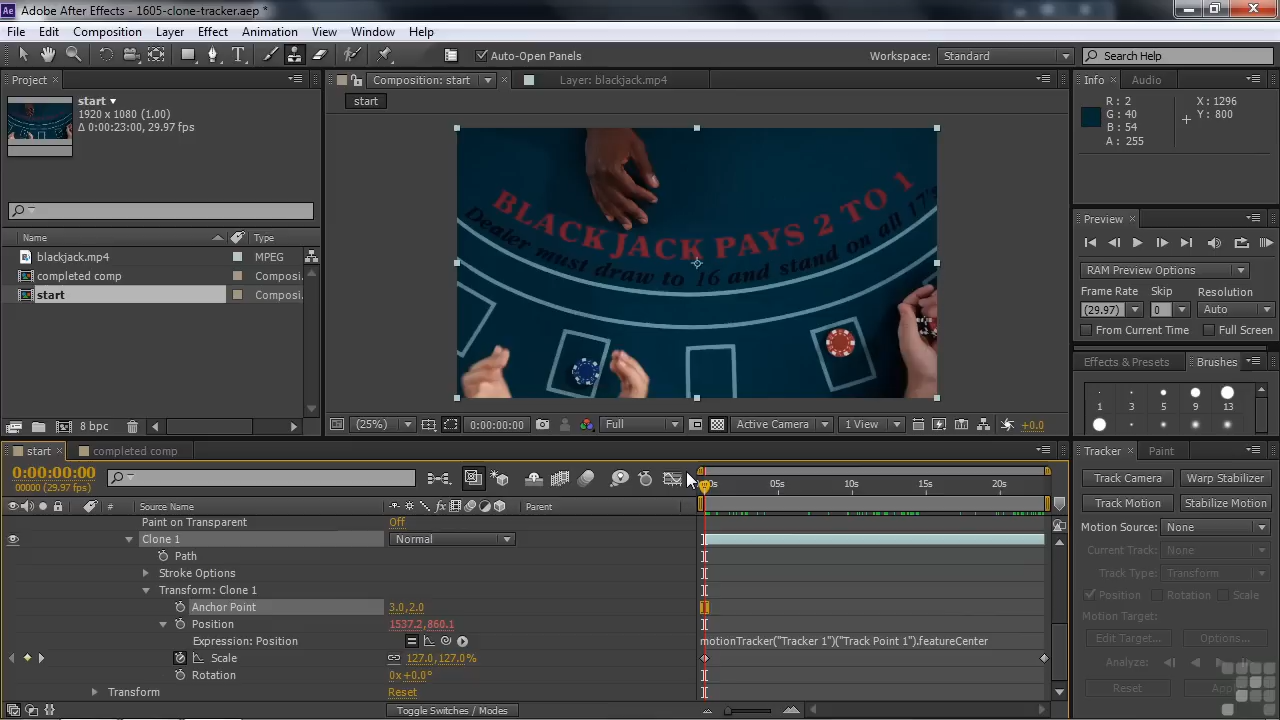 Ae Adobe After Effects - 1605-clone-tracker.aep *
File Edit Composition Layer Effect Animation View Window Help
Auto-Open Panels
Workspace: Standard
Search Help
Project
start
1920 x 1080 (1.00)
Δ 0:00:23:00, 29.97 fps
Name Type
blackjack.mp4 MPEG
completed comp Composi
start Composi
8 bpc
Composition: start
Layer: blackjack.mp4
start
BLACKJACK PAYS 2 TO 1
Dealer must draw to 16 and stand on all 17's
(25%) 0:00:00:00 Full Active Camera 1 View +0.0
Info Audio
R : 2
G : 40
B : 54
A : 255
X : 1296
Y : 800
Preview
RAM Preview Options
Frame Rate Skip Resolution
(29.97) 0 Auto
From Current Time Full Screen
Effects & Presets Brushes
1 3 5 9 13
start completed comp
0:00:00:00
00000 (29.97 fps)
# Source Name Parent
0s 05s 10s 15s 20s
Paint on Transparent Off
Clone 1 Normal
Path
Stroke Options
Transform: Clone 1
Anchor Point 3.0,2.0
Position 1537.2,860.1
Expression: Position motionTracker("Tracker 1")("Track Point 1").featureCenter
Scale 127.0,127.0%
Rotation 0x+0.0°
Transform Reset
Toggle Switches / Modes
Tracker Paint
Track Camera Warp Stabilizer
Track Motion Stabilize Motion
Motion Source: None
Current Track: None
Track Type: Transform
Position Rotation Scale
Motion Target:
Edit Target... Options...
Analyze:
Reset